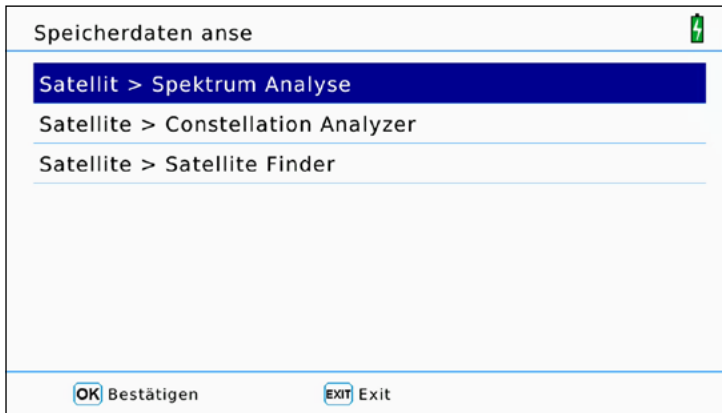 Speicherdaten anse
Satellit > Spektrum Analyse
Satellite > Constellation Analyzer
Satellite > Satellite Finder
OK Bestätigen EXIT Exit